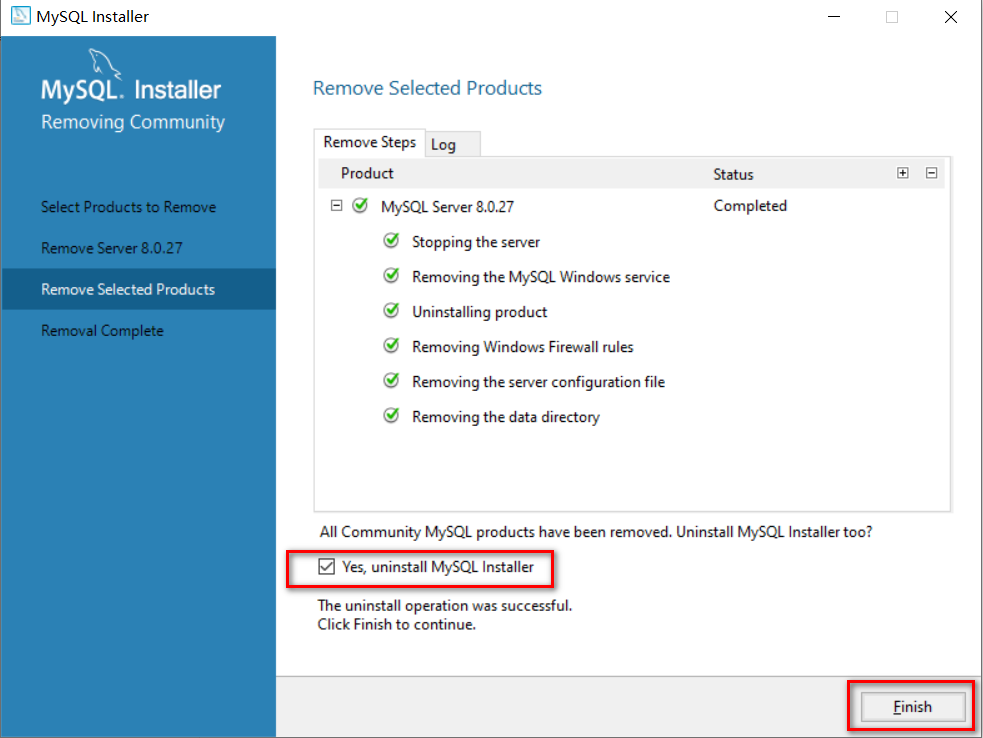 MySQL Installer
MySQL. Installer
Removing Community
Select Products to Remove
Remove Server 8.0.27
Remove Selected Products
Removal Complete
Remove Selected Products
Remove Steps Log
Product Status
MySQL Server 8.0.27 Completed
Stopping the server
Removing the MySQL Windows service
Uninstalling product
Removing Windows Firewall rules
Removing the server configuration file
Removing the data directory
All Community MySQL products have been removed. Uninstall MySQL Installer too?
Yes, uninstall MySQL Installer
The uninstall operation was successful.
Click Finish to continue.
Finish